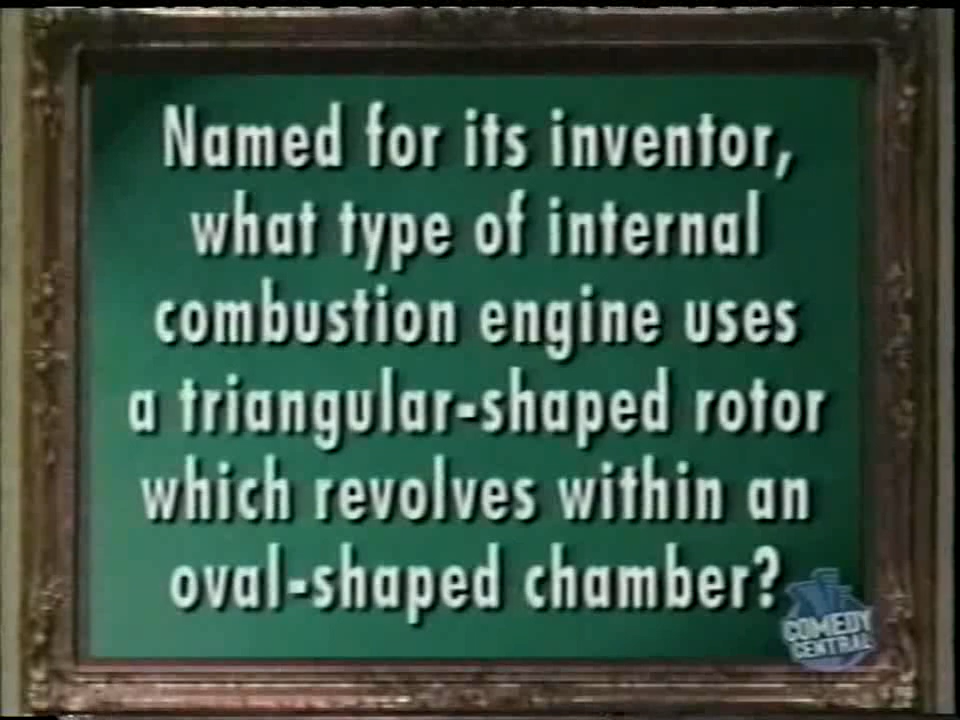 Named for its inventor,
what type of internal
combustion engine uses
a triangular-shaped rotor
which revolves within an
oval-shaped chamber?
COMEDY
CENTRAL